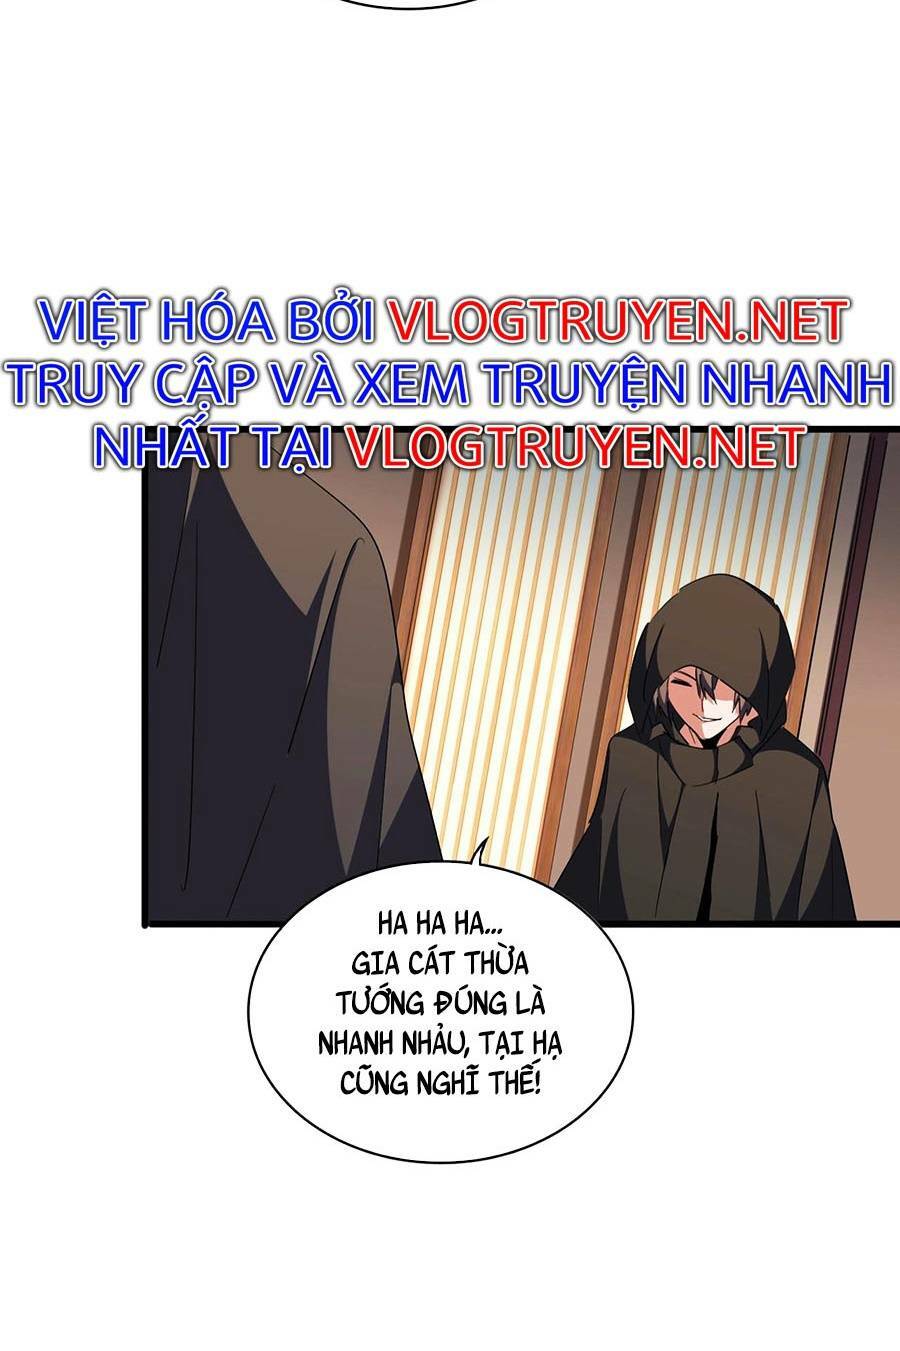 VIỆT HÓA BỞI VLOGTRUYEN.NET
TRUY CẬP VÀ XEM TRUYỆN NHANH
NHẤT TẠI VLOGTRUYEN.NET
HA HA HA...
GIA CÁT THỪA
TƯỚNG ĐÚNG LÀ
NHANH NHẢU, TẠI HẠ
CŨNG NGHĨ THẾ!